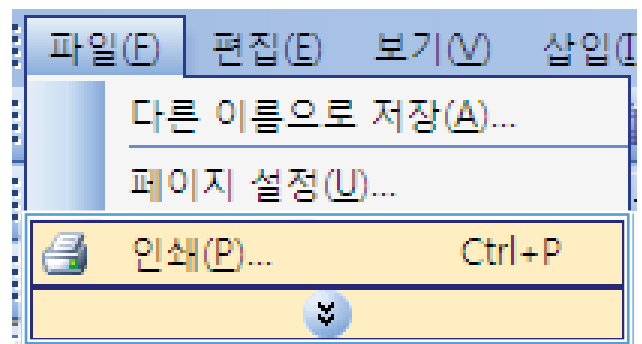 파일(F) 편집(E) 보기(V) 삽입(I
다른 이름으로 저장(A)...
페이지 설정(U)...
인쇄(P)... Ctrl+P